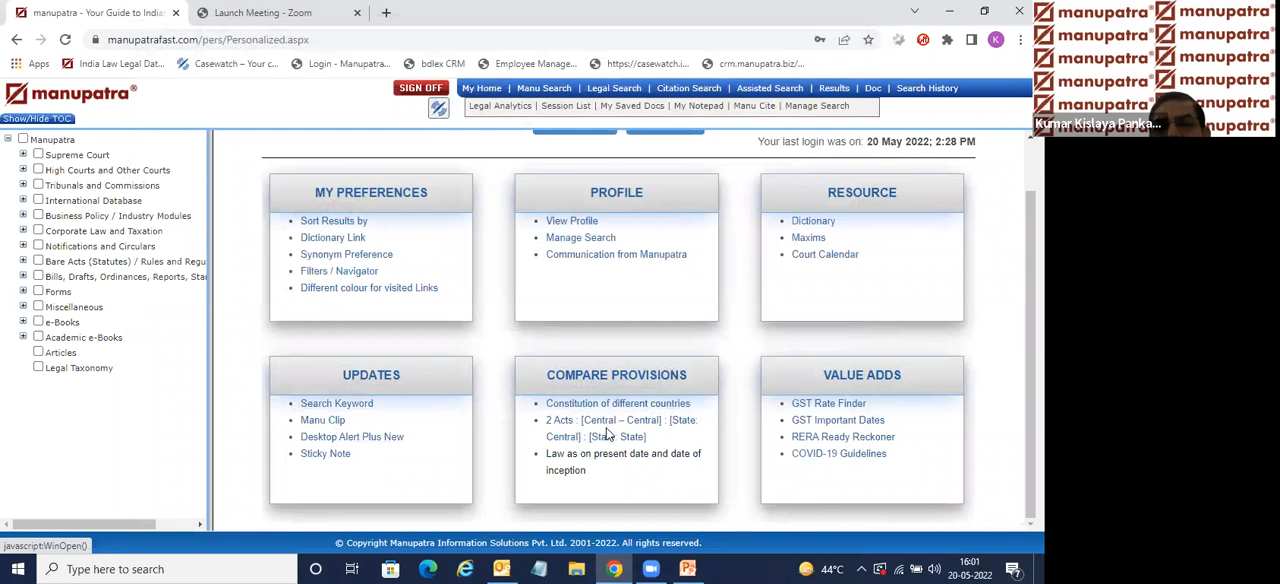 manupatra - Your Guide to India
Launch Meeting - Zoom
manupatrafast.com/pers/Personalized.aspx
Apps
India Law Legal Dat...
Casewatch – Your c...
Login - Manupatra...
bdlex CRM
Employee Manage...
https://casewatch.i...
crm.manupatra.biz/...
K
manupatra
SIGN OFF
My Home | Manu Search | Legal Search | Citation Search | Assisted Search | Results | Doc | Search History
Legal Analytics | Session List | My Saved Docs | My Notepad | Manu Cite | Manage Search
Show/Hide TOC
Manupatra
Supreme Court
High Courts and Other Courts
Tribunals and Commissions
International Database
Business Policy / Industry Modules
Corporate Law and Taxation
Notifications and Circulars
Bare Acts (Statutes) / Rules and Regu
Bills, Drafts, Ordinances, Reports, Sta
Forms
Miscellaneous
e-Books
Academic e-Books
Articles
Legal Taxonomy
Your last login was on: 20 May 2022; 2:28 PM
MY PREFERENCES
Sort Results by
Dictionary Link
Synonym Preference
Filters / Navigator
Different colour for visited Links
PROFILE
View Profile
Manage Search
Communication from Manupatra
RESOURCE
Dictionary
Maxims
Court Calendar
UPDATES
Search Keyword
Manu Clip
Desktop Alert Plus New
Sticky Note
COMPARE PROVISIONS
Constitution of different countries
2 Acts : [Central – Central] : [State:
Central] : [State: State]
Law as on present date and date of
inception
VALUE ADDS
GST Rate Finder
GST Important Dates
RERA Ready Reckoner
COVID-19 Guidelines
javascript:WinOpen()
© Copyright Manupatra Information Solutions Pvt. Ltd. 2001-2022. All rights reserved.
Type here to search
44°C
16:01
20-05-2022
7
manupatra manupatra
manupatra manupatra
manupatra manupatra
manupatra
manupatra
Kumar Kislaya Panka...